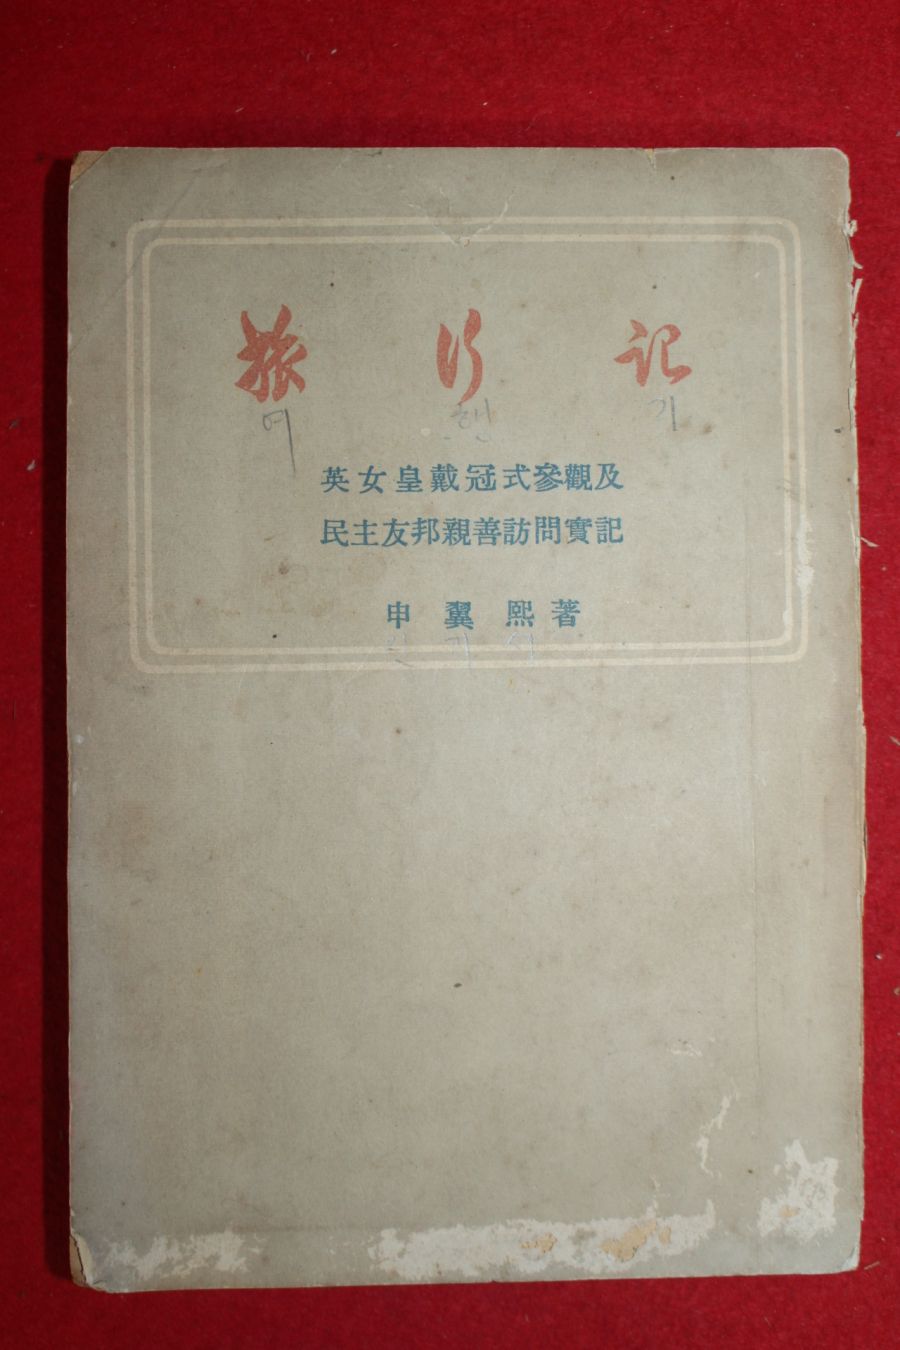 旅行記
여 행 기
英女皇戴冠式參觀及
民主友邦親善訪問實記
申翼熙著